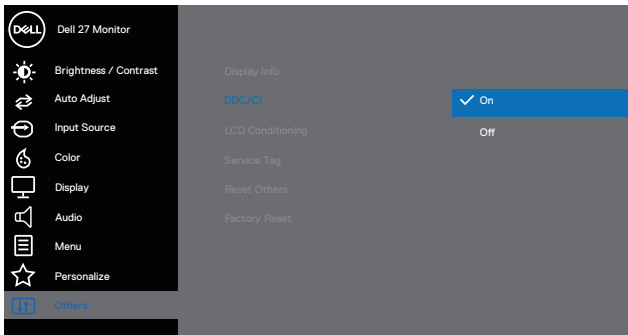 DELL
Dell 27 Monitor
Brightness / Contrast
Auto Adjust
Input Source
Color
Display
Audio
Menu
Personalize
Others
Display Info
DDC/CI
LCD Conditioning
Service Tag
Reset Others
Factory Reset
On
Off